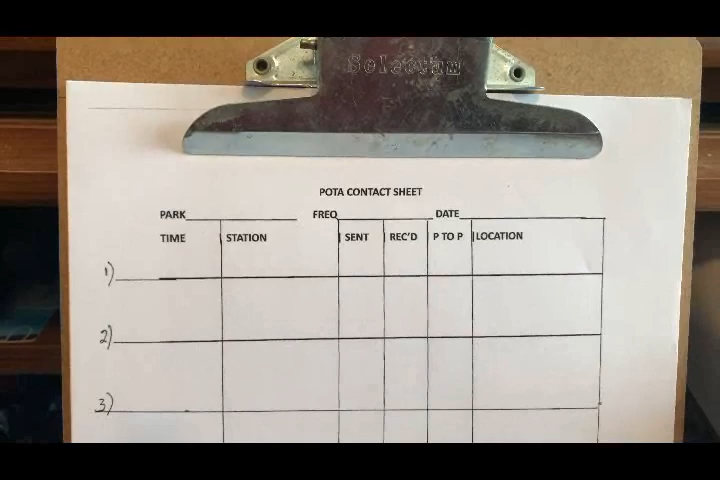 POTA CONTACT SHEET
PARK FREQ DATE
TIME STATION SENT REC'D P TO P LOCATION
1)
2)
3)